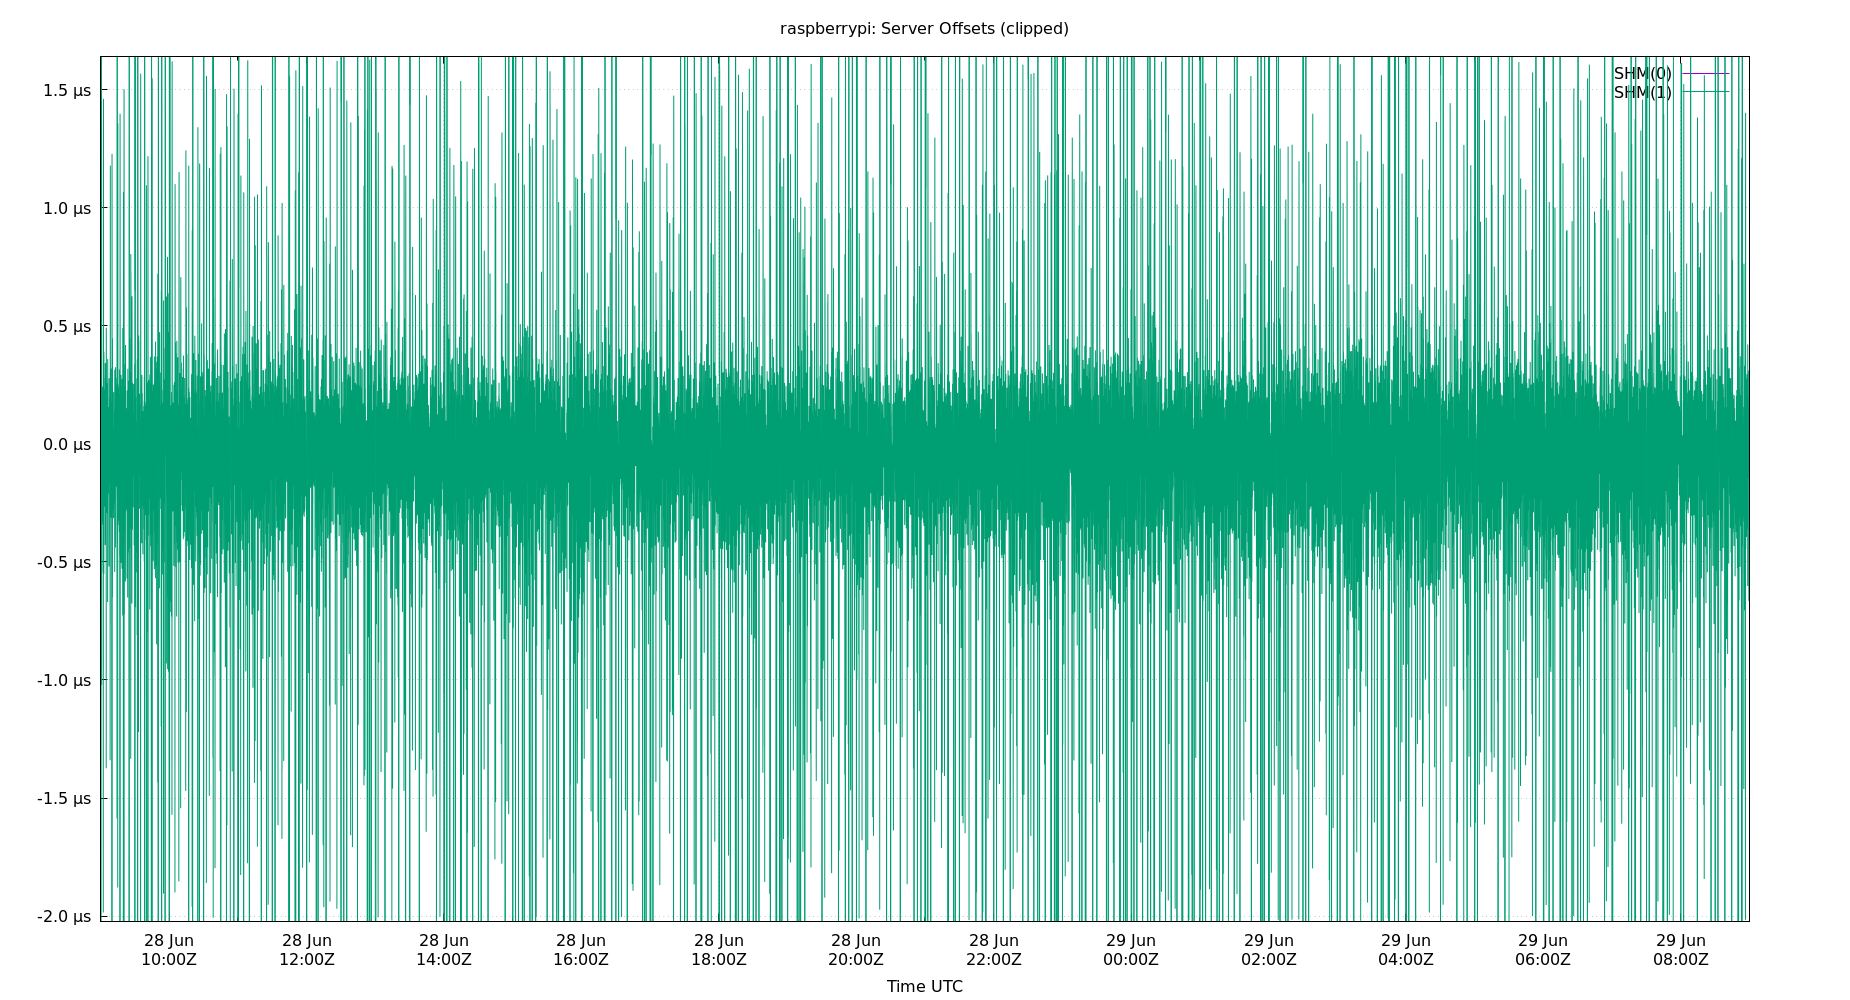 raspberrypi: Server Offsets (clipped)
SHM(0)
SHM(1)
1.5 µs
1.0 µs
0.5 µs
0.0 µs
-0.5 µs
-1.0 µs
-1.5 µs
-2.0 µs
28 Jun 28 Jun 28 Jun 28 Jun 28 Jun 28 Jun 28 Jun 29 Jun 29 Jun 29 Jun 29 Jun 29 Jun
10:00Z 12:00Z 14:00Z 16:00Z 18:00Z 20:00Z 22:00Z 00:00Z 02:00Z 04:00Z 06:00Z 08:00Z
Time UTC